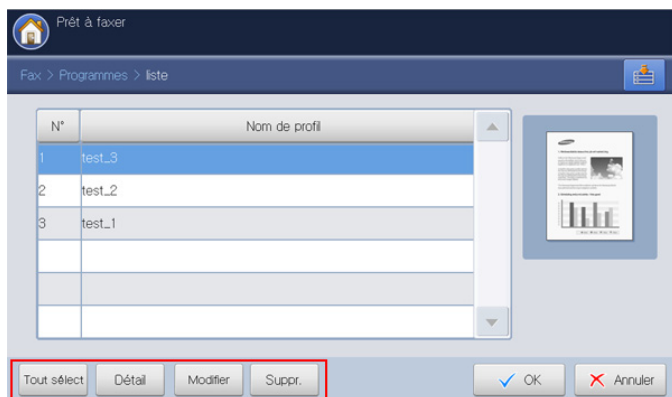 Prêt à faxer
Fax > Programmes > liste
N° Nom de profil
1 test_3
2 test_2
3 test_1
Tout sélect Détail Modifier Suppr. OK Annuler